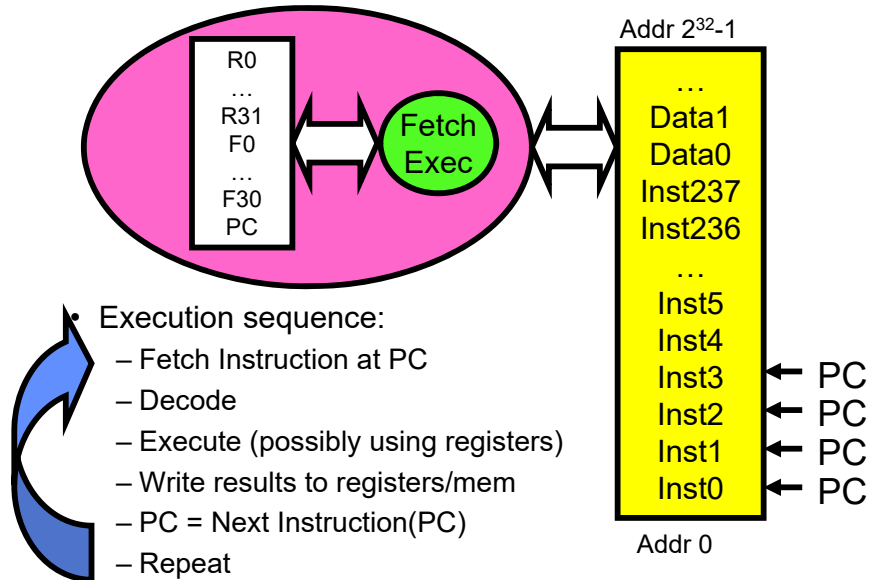 R0
...
R31
F0
...
F30
PC
Fetch
Exec
Addr 2³²-1
...
Data1
Data0
Inst237
Inst236
...
Inst5
Inst4
Inst3
Inst2
Inst1
Inst0
PC
PC
PC
PC
Addr 0
• Execution sequence:
– Fetch Instruction at PC
– Decode
– Execute (possibly using registers)
– Write results to registers/mem
– PC = Next Instruction(PC)
– Repeat